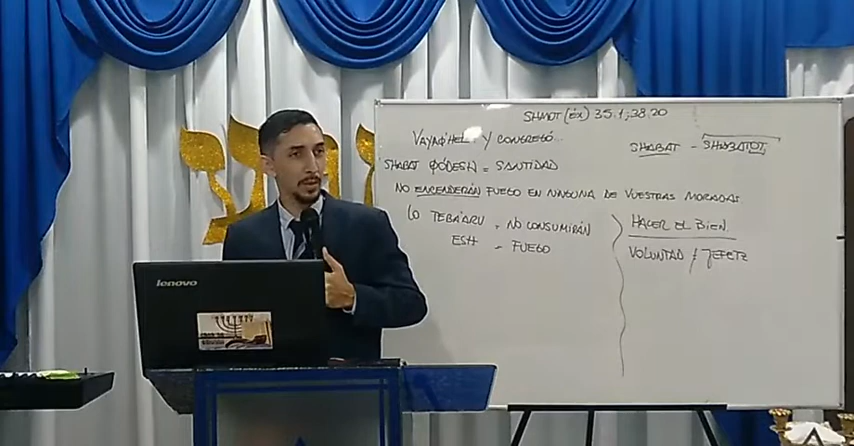 SHMOT (Éx) 35.1;38.20
VAYAQ'HEL = Y CONGREGÓ...
SHABAT QÓDESH = SANTIDAD
SHABAT - SHABATOT
NO ENCENDERÁN FUEGO EN NINGUNA DE VUESTRAS MORADAS
LO TEBA'ARU = NO CONSUMIRÁN
ESH = FUEGO
HACER EL BIEN
VOLUNTAD / JEFETZ
lenovo